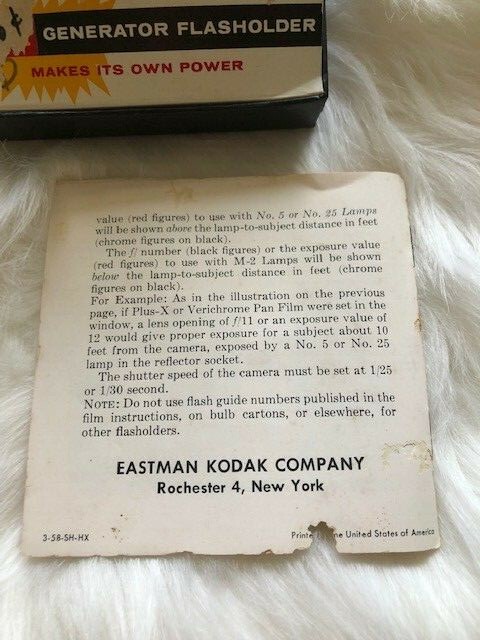 GENERATOR FLASHOLDER
MAKES ITS OWN POWER
value (red figures) to use with No. 5 or No. 25 Lamps
will be shown above the lamp-to-subject distance in feet
(chrome figures on black).
The f/ number (black figures) or the exposure value
(red figures) to use with M-2 Lamps will be shown
below the lamp-to-subject distance in feet (chrome
figures on black).
For Example: As in the illustration on the previous
page, if Plus-X or Verichrome Pan Film were set in the
window, a lens opening of f/11 or an exposure value of
12 would give proper exposure for a subject about 10
feet from the camera, exposed by a No. 5 or No. 25
lamp in the reflector socket.
The shutter speed of the camera must be set at 1/25
or 1/30 second.
NOTE: Do not use flash guide numbers published in the
film instructions, on bulb cartons, or elsewhere, for
other flasholders.
EASTMAN KODAK COMPANY
Rochester 4, New York
3-58-SH-HX
Printe he United States of America